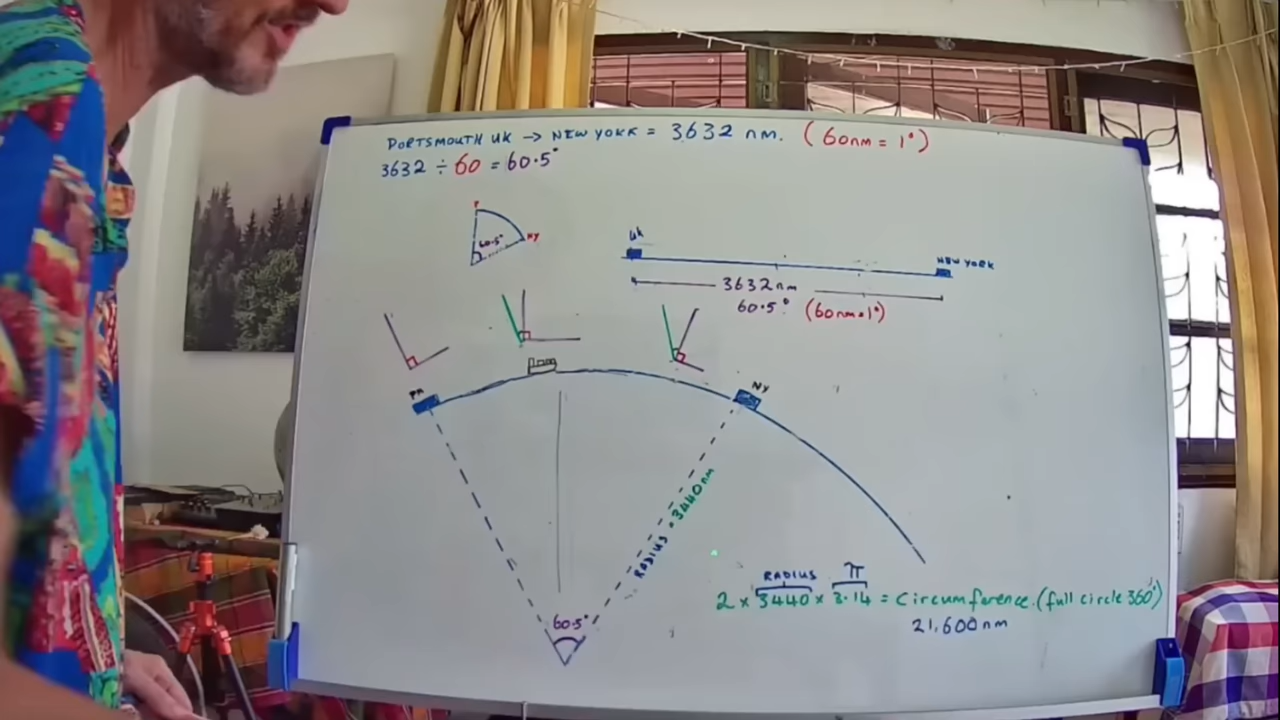 PORTSMOUTH UK → NEW YORK = 3632 nm. (60nm = 1°)
3632 ÷ 60 = 60.5°
P
60.5°
NY
UK
NEW YORK
3632nm
60.5° (60nm=1°)
PM
NY
RADIUS = 3440nm
60.5°
RADIUS π
2 × 3440 × 3.14 = Circumference. (full circle 360°)
21,600nm